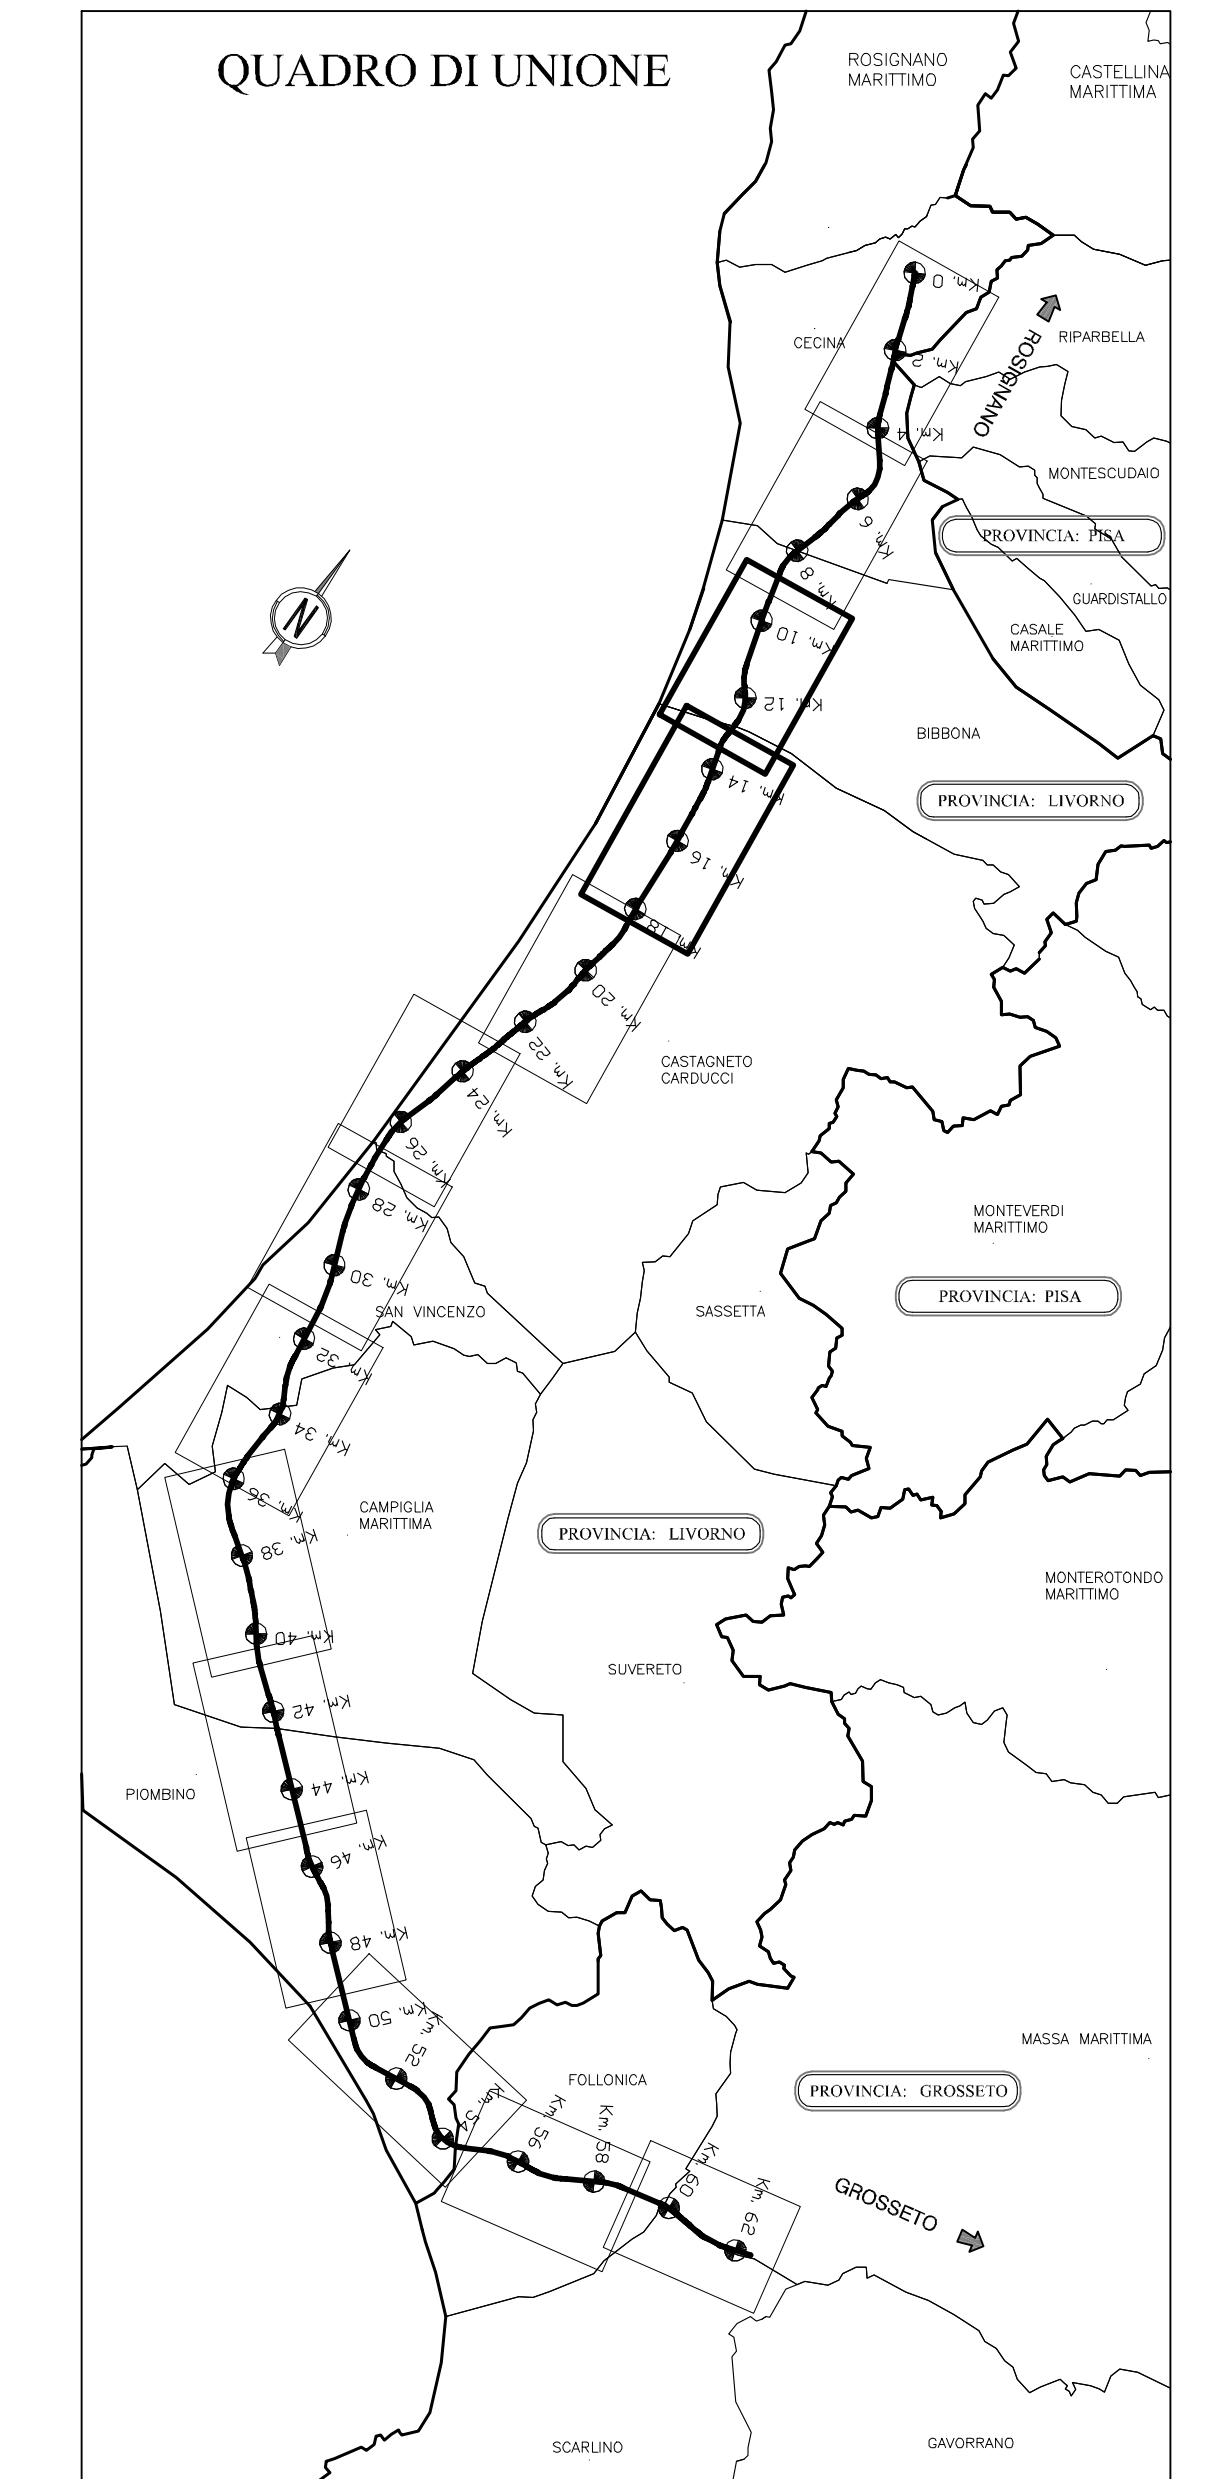 QUADRO DI UNIONE
ROSIGNANO
MARITTIMO
CASTELLINA
MARITTIMA
Km. 0
ROSIGNANO
RIPARBELLA
CECINA
Km. 2
Km. 4
MONTESCUDAIO
Km. 6
PROVINCIA: PISA
Km. 8
GUARDISTALLO
CASALE
MARITTIMO
Km. 10
N
Km. 12
BIBBONA
Km. 14
PROVINCIA: LIVORNO
Km. 16
Km. 18
Km. 20
Km. 22
CASTAGNETO
CARDUCCI
Km. 24
Km. 26
Km. 28
MONTEVERDI
MARITTIMO
Km. 30
PROVINCIA: PISA
SAN VINCENZO
SASSETTA
Km. 32
Km. 34
Km. 36
CAMPIGLIA
MARITTIMA
PROVINCIA: LIVORNO
Km. 38
MONTEROTONDO
MARITTIMO
Km. 40
SUVERETO
Km. 42
Km. 44
PIOMBINO
Km. 46
Km. 48
Km. 50
Km. 52
MASSA MARITTIMA
FOLLONICA
PROVINCIA: GROSSETO
Km. 54
Km. 56
Km. 58
Km. 60
Km. 62
GROSSETO
SCARLINO
GAVORRANO